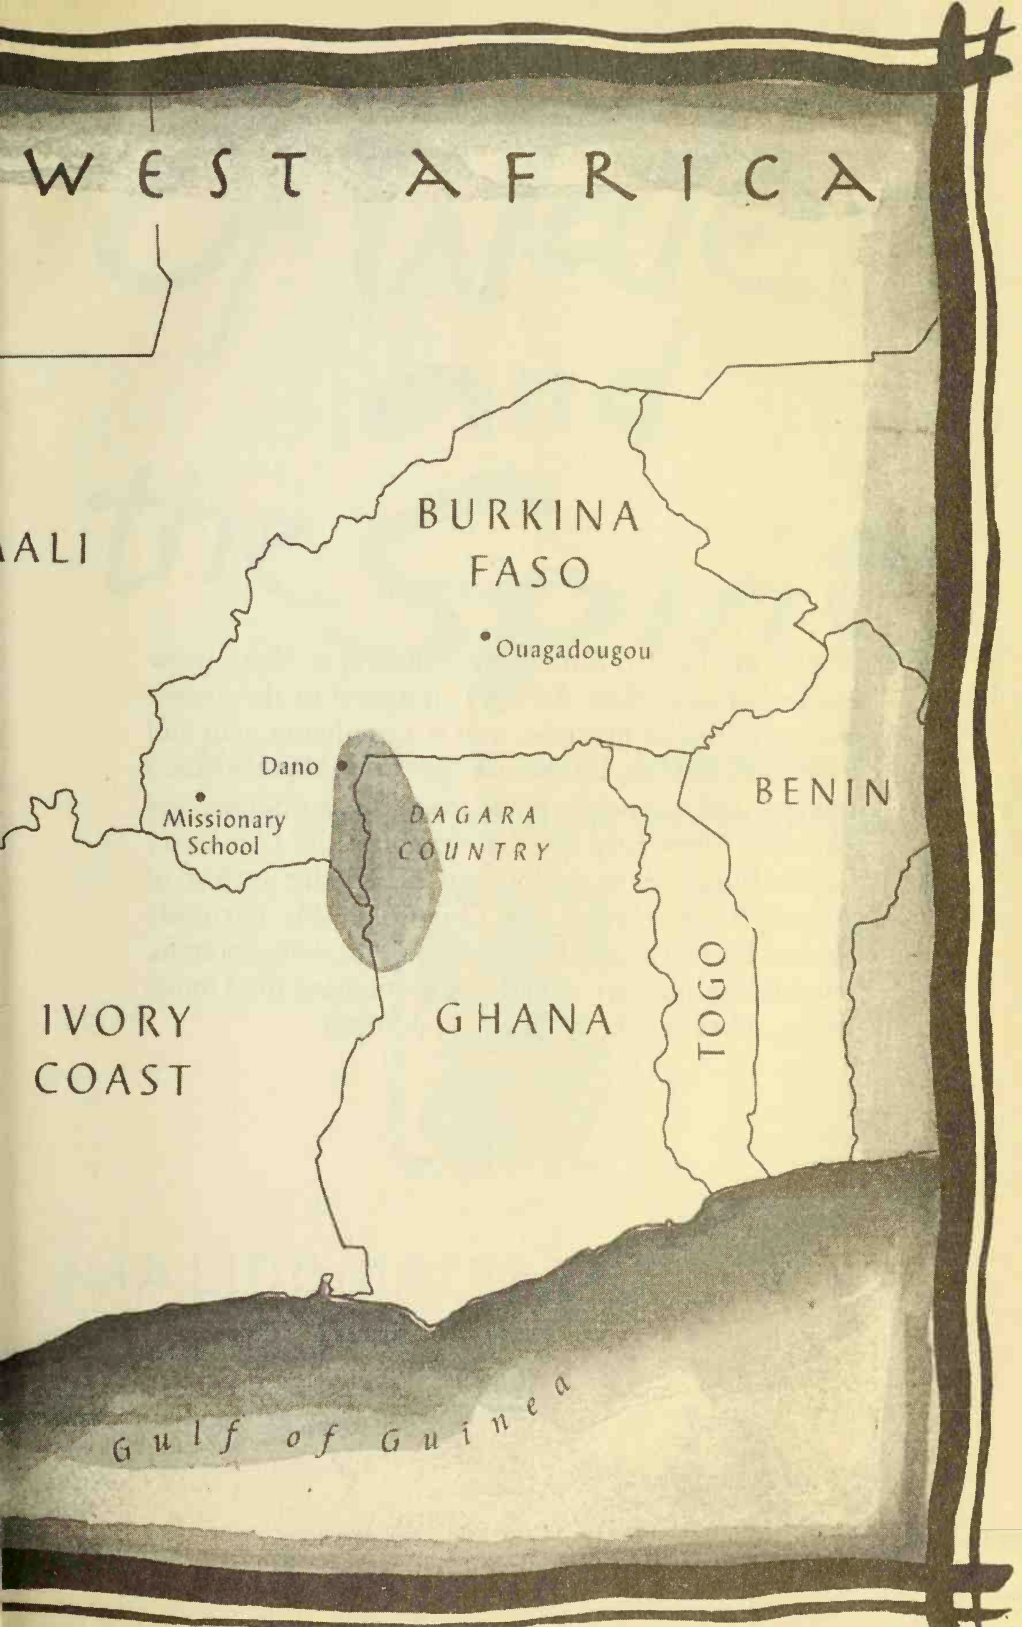 WEST AFRICA
BURKINA
FASO
ALI
Ouagadougou
Dano
BENIN
Missionary
School
DAGARA
COUNTRY
TOGO
IVORY
COAST
GHANA
Gulf of Guinea